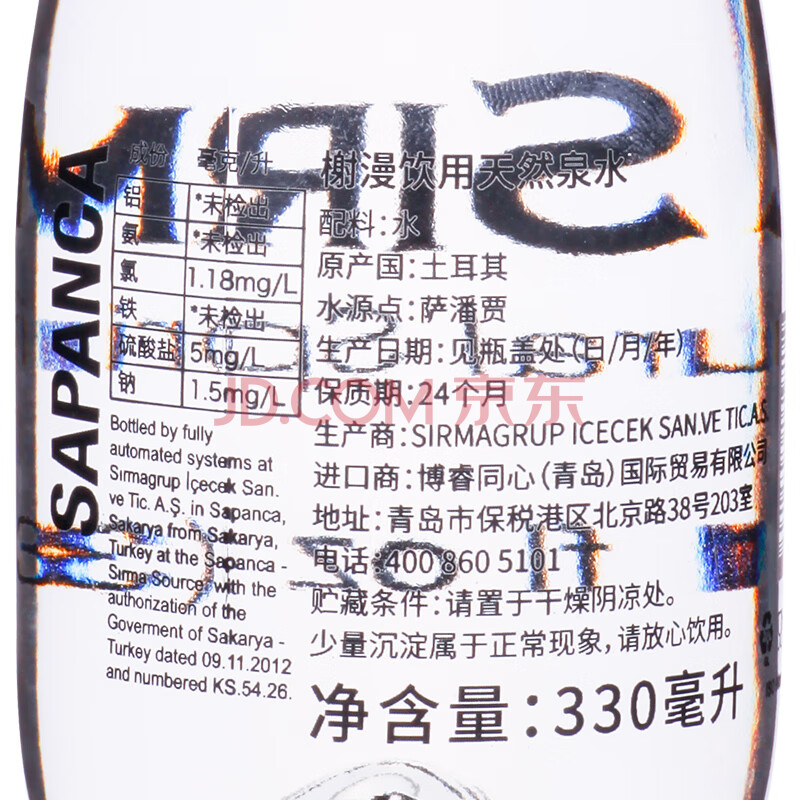 SAPANCA
成份 毫克/升
铝 *未检出
氨 *未检出
氯 1.18mg/L
铁 *未检出
硫酸盐 5mg/L
钠 1.5mg/L
Bottled by fully
automated systems at
Sırmagrup İçecek San.
ve Tic. A.Ş. in Sapanca,
Sakarya from Sakarya,
Turkey at the Sapanca -
Sırma Source, with the
authorization of the
Goverment of Sakarya -
Turkey dated 09.11.2012
and numbered KS.54.26.
榭漫饮用天然泉水
配料:水
原产国:土耳其
水源点:萨潘贾
生产日期:见瓶盖处(日/月/年)
保质期:24个月
生产商:SIRMAGRUP ICECEK SAN.VE TIC.A.S.
进口商:博睿同心(青岛)国际贸易有限公司
地址:青岛市保税港区北京路38号203室
电话:400 860 5101
贮藏条件:请置于干燥阴凉处。
少量沉淀属于正常现象,请放心饮用。
净含量:330毫升
JD.COM 京东